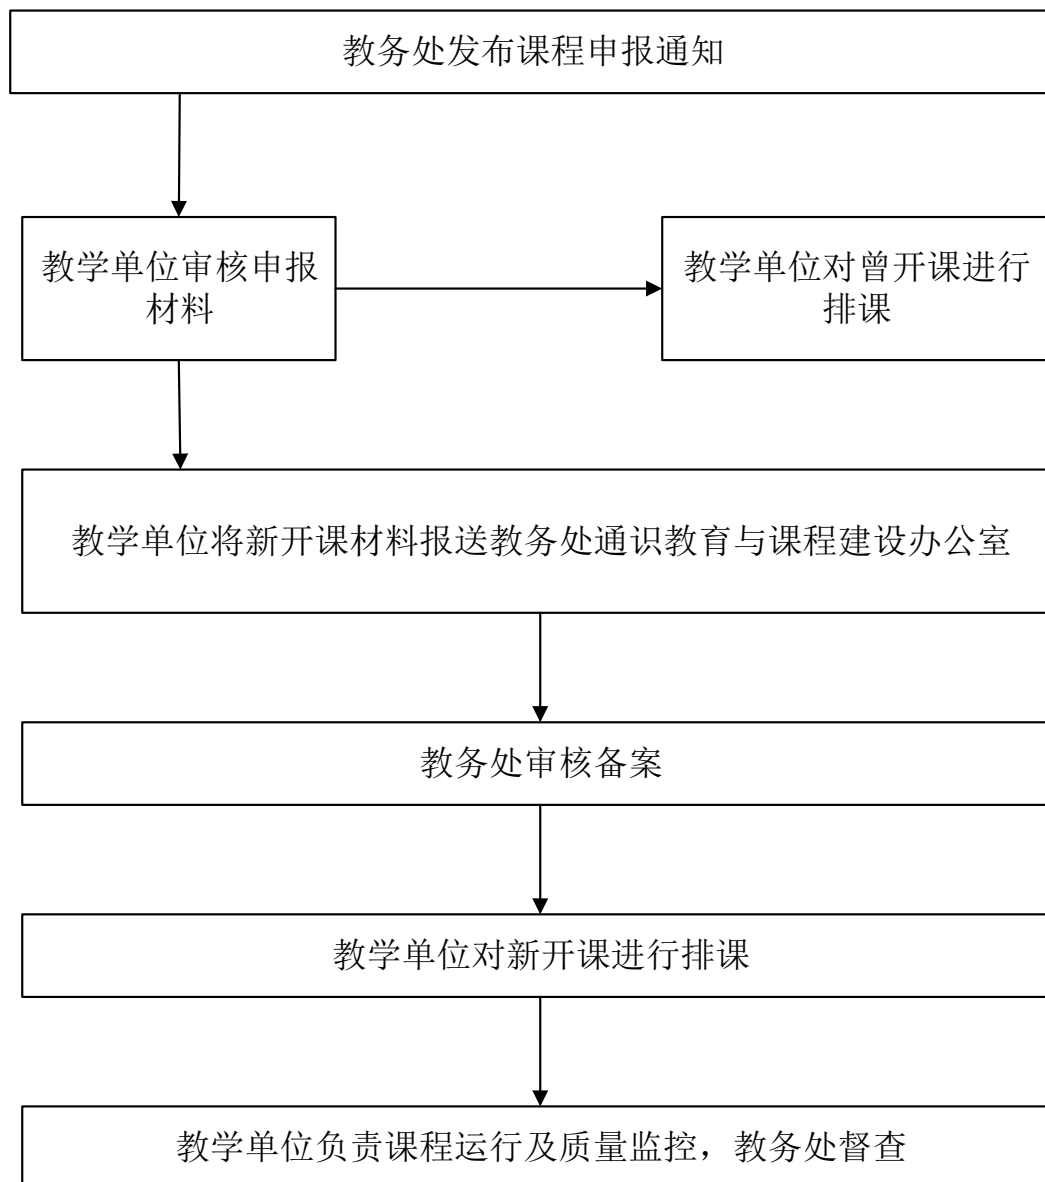 教务处发布课程申报通知
教学单位审核申报
材料
教学单位对曾开课进行
排课
教学单位将新开课材料报送教务处通识教育与课程建设办公室
教务处审核备案
教学单位对新开课进行排课
教学单位负责课程运行及质量监控，教务处督查